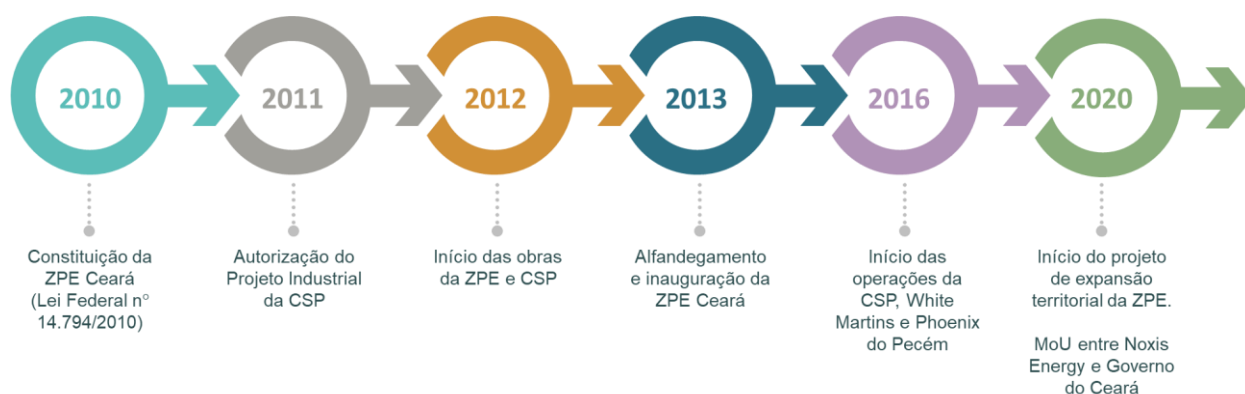 2010
2011
2012
2013
2016
2020
Constituição da
ZPE Ceará
(Lei Federal n°
14.794/2010)
Autorização do
Projeto Industrial
da CSP
Início das obras
da ZPE e CSP
Alfandegamento
e inauguração da
ZPE Ceará
Início das
operações da
CSP, White
Martins e Phoenix
do Pecém
Início do projeto
de expansão
territorial da ZPE.
MoU entre Noxis
Energy e Governo
do Ceará